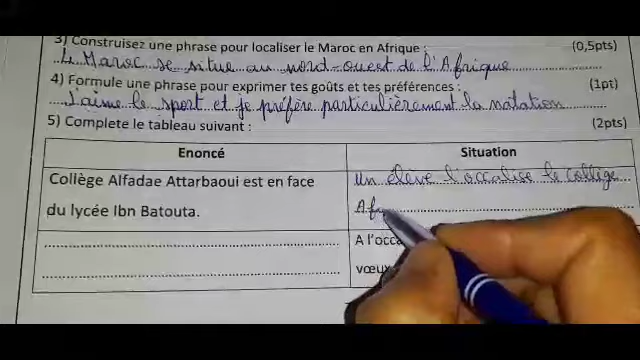 3) Construisez une phrase pour localiser le Maroc en Afrique : (0,5pts)
Le Maroc se situe au nord-ouest de l'Afrique
4) Formule une phrase pour exprimer tes goûts et tes préférences : (1pt)
J'aime le sport et je préfère particulièrement la natation
5) Complete le tableau suivant : (2pts)
Enoncé Situation
Collège Alfadae Attarbaoui est en face un élève l'occalise le collège
du lycée Ibn Batouta. Af
A l'occa
vœux